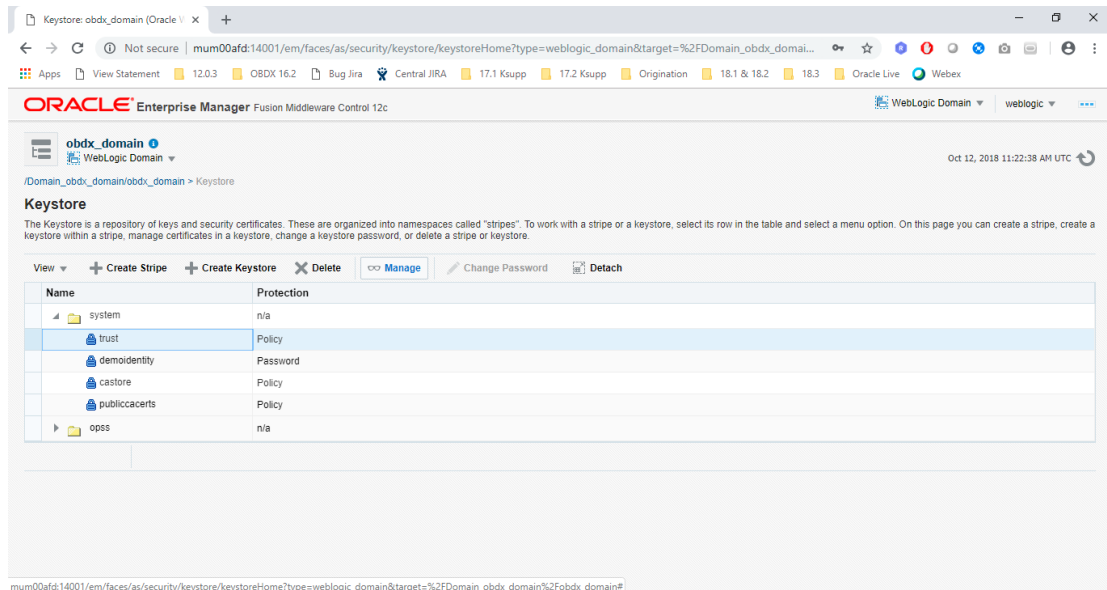 Keystore: obdx_domain (Oracle
Not secure | mum00afd:14001/em/faces/as/security/keystore/keystoreHome?type=weblogic_domain&target=%2FDomain_obdx_domai...
Apps View Statement 12.0.3 OBDX 16.2 Bug Jira Central JIRA 17.1 Ksupp 17.2 Ksupp Origination 18.1 & 18.2 18.3 Oracle Live Webex
ORACLE Enterprise Manager Fusion Middleware Control 12c WebLogic Domain weblogic
obdx_domain
WebLogic Domain Oct 12, 2018 11:22:38 AM UTC
/Domain_obdx_domain/obdx_domain > Keystore
Keystore
The Keystore is a repository of keys and security certificates. These are organized into namespaces called "stripes". To work with a stripe or a keystore, select its row in the table and select a menu option. On this page you can create a stripe, create a
keystore within a stripe, manage certificates in a keystore, change a keystore password, or delete a stripe or keystore.
View Create Stripe Create Keystore Delete Manage Change Password Detach
Name Protection
system n/a
trust Policy
demoidentity Password
castore Policy
publiccacerts Policy
opss n/a
mum00afd:14001/em/faces/as/security/keystore/keystoreHome?type=weblogic_domain&target=%2FDomain_obdx_domain%2Fobdx_domain#